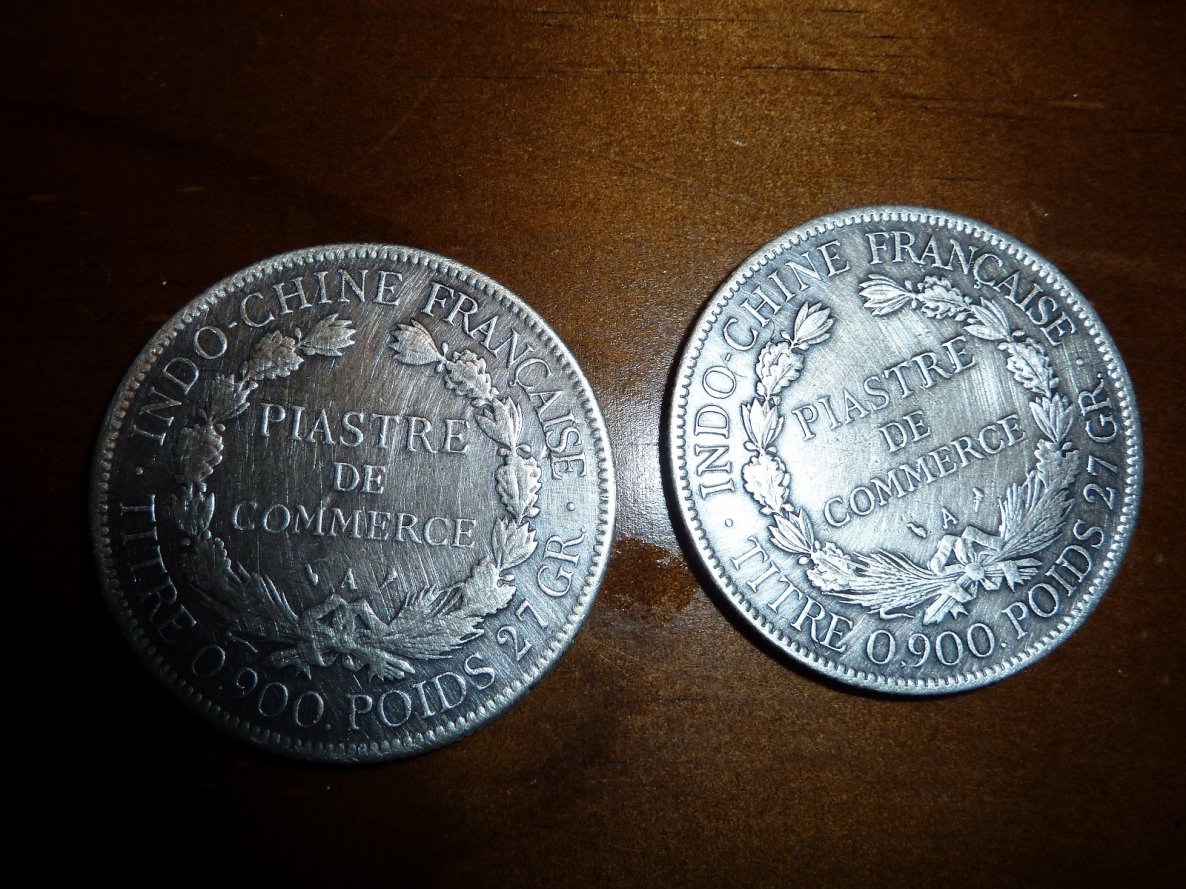 INDO-CHINE FRANÇAISE
PIASTRE
DE
COMMERCE
A
TITRE 0,900. POIDS 27 GR.
INDO-CHINE FRANÇAISE
PIASTRE
DE
COMMERCE
A
TITRE 0,900. POIDS 27 GR.